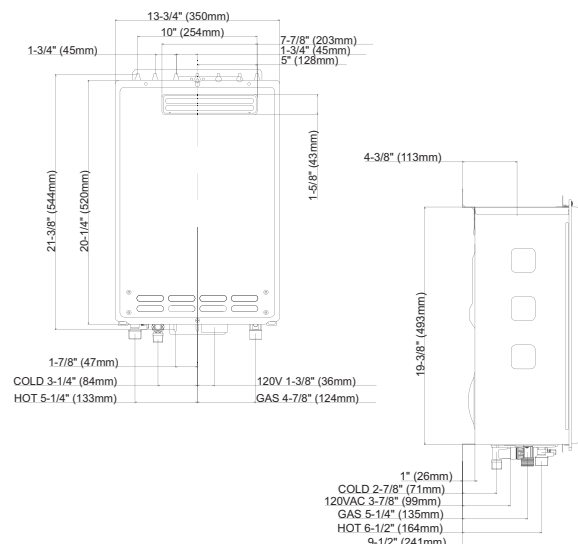 13-3/4" (350mm)
10" (254mm)
7-7/8" (203mm)
1-3/4" (45mm)
1-3/4" (45mm)
5" (128mm)
21-3/8" (544mm)
20-1/4" (520mm)
1-5/8" (43mm)
1-7/8" (47mm)
COLD 3-1/4" (84mm)
120V 1-3/8" (36mm)
HOT 5-1/4" (133mm)
GAS 4-7/8" (124mm)
4-3/8" (113mm)
19-3/8" (493mm)
1" (26mm)
COLD 2-7/8" (71mm)
120VAC 3-7/8" (99mm)
GAS 5-1/4" (135mm)
HOT 6-1/2" (164mm)
9-1/2" (241mm)